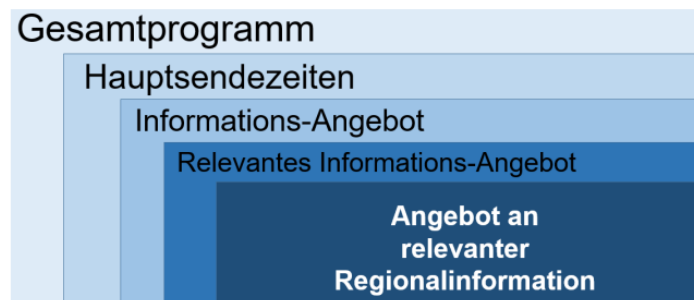 Gesamtprogramm
Hauptsendezeiten
Informations-Angebot
Relevantes Informations-Angebot
Angebot an
relevanter
Regionalinformation